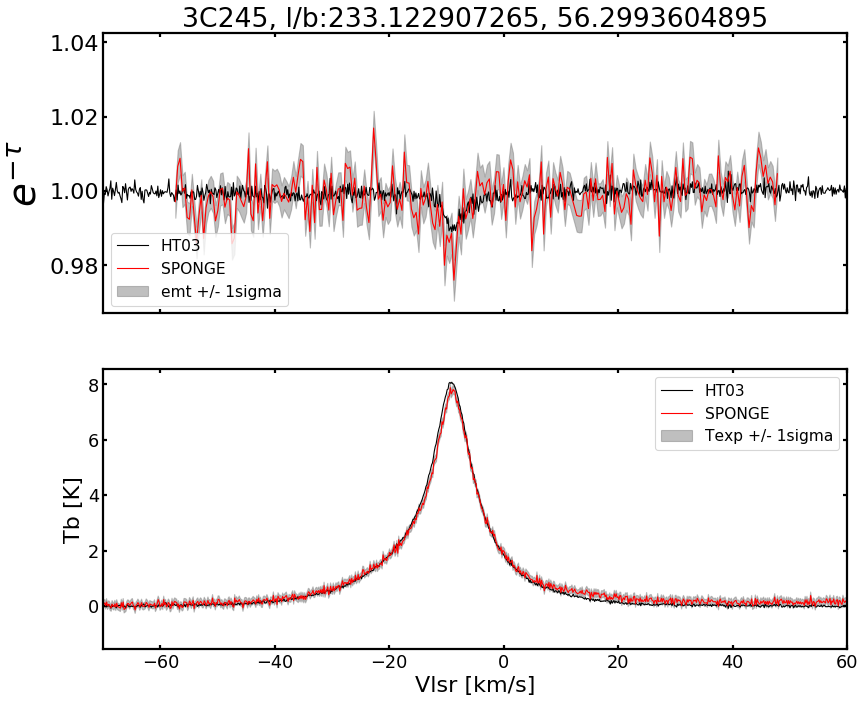 3C245, l/b:233.122907265, 56.2993604895
1.04
1.02
1.00
0.98
e^{-τ}
HT03
SPONGE
emt +/- 1sigma
8
6
4
2
0
Tb [K]
HT03
SPONGE
Texp +/- 1sigma
−60 −40 −20 0 20 40 60
Vlsr [km/s]